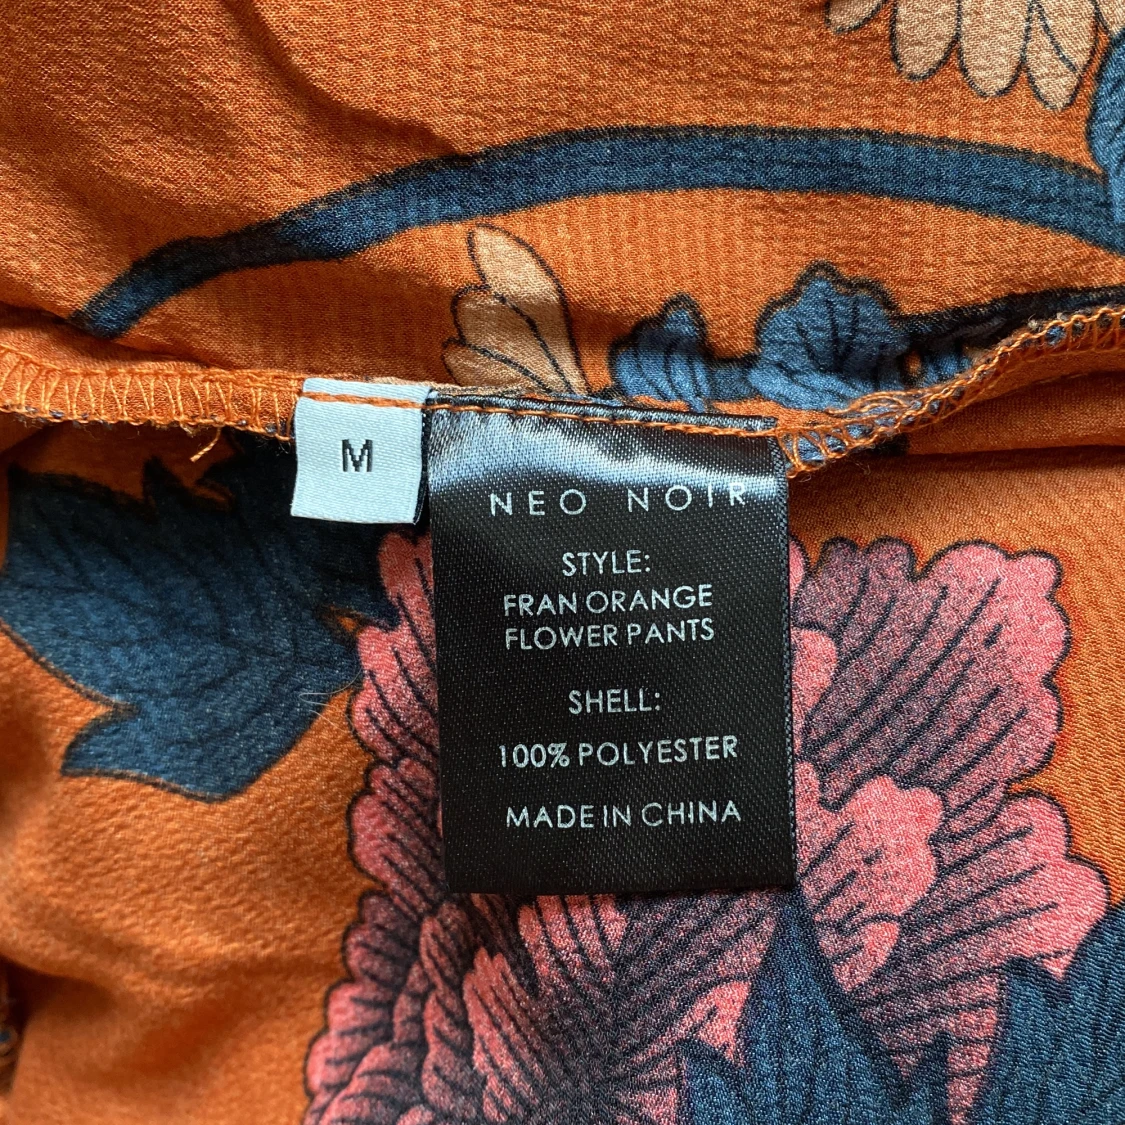 M
NEO NOIR
STYLE:
FRAN ORANGE
FLOWER PANTS
SHELL:
100% POLYESTER
MADE IN CHINA